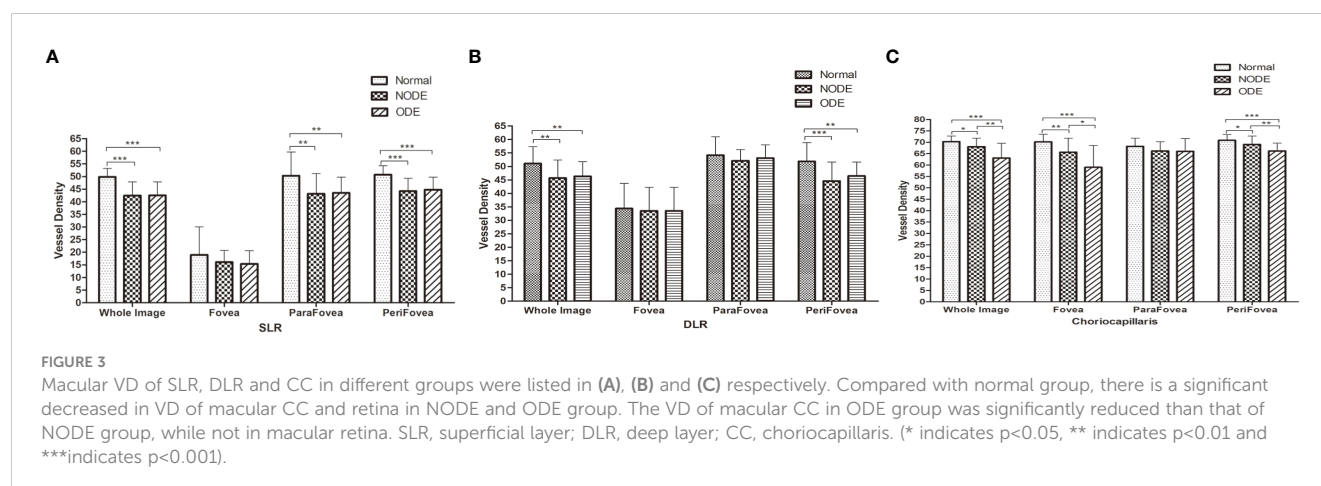 A
Normal
NODE
ODE
Vessel Density
65
60
55
50
45
40
35
30
25
20
15
10
5
0
*** *** ** ** *** ***
Whole Image Fovea ParaFovea PeriFovea
SLR
B
Normal
NODE
ODE
Vessel Density
65
60
55
50
45
40
35
30
25
20
15
10
5
0
** ** *** **
Whole Image Fovea ParaFovea PeriFovea
DLR
C
Normal
NODE
ODE
Vessel Density
80
75
70
65
60
55
50
45
40
35
30
25
20
15
10
5
0
*** * ** *** ** * *** * **
Whole Image Fovea ParaFovea PeriFovea
Choriocapillaris
FIGURE 3
Macular VD of SLR, DLR and CC in different groups were listed in (A), (B) and (C) respectively. Compared with normal group, there is a significant
decreased in VD of macular CC and retina in NODE and ODE group. The VD of macular CC in ODE group was significantly reduced than that of
NODE group, while not in macular retina. SLR, superficial layer; DLR, deep layer; CC, choriocapillaris. (* indicates p<0.05, ** indicates p<0.01 and
***indicates p<0.001).